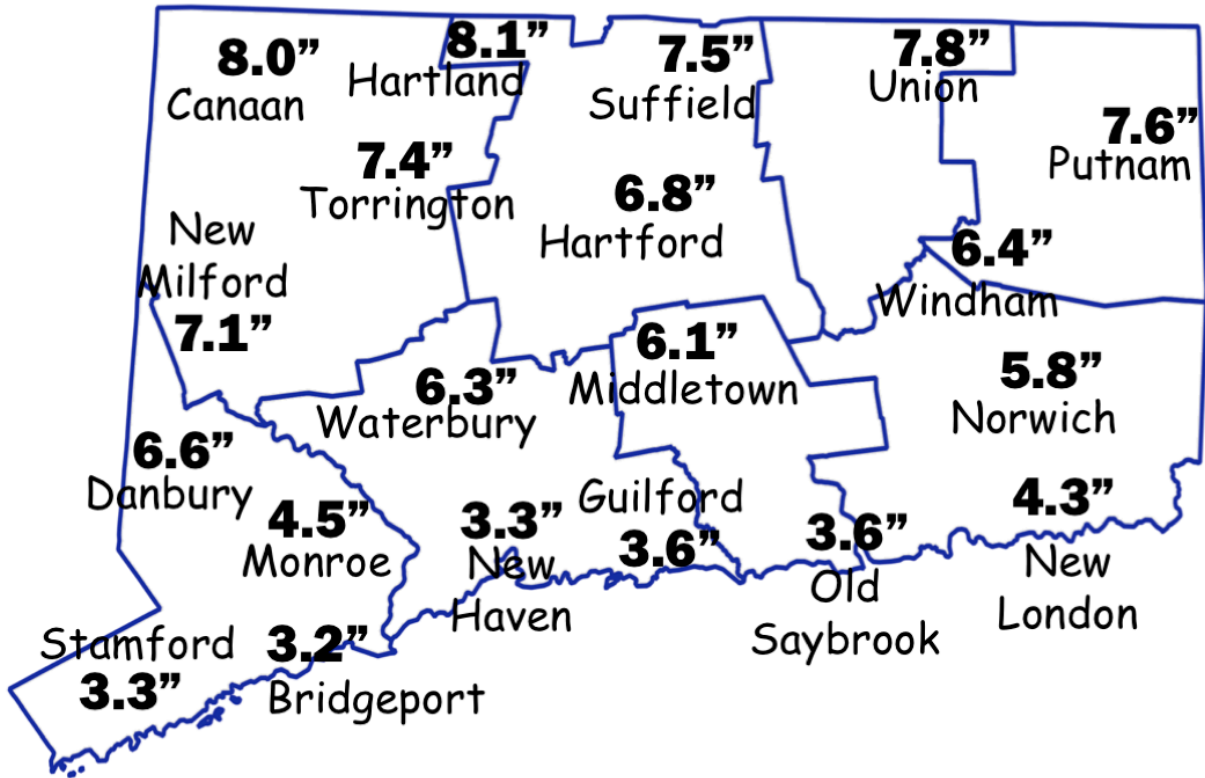 8.0”
Canaan
8.1”
Hartland
7.5”
Suffield
7.8”
Union
7.6”
Putnam
7.4”
Torrington
6.8”
Hartford
New
Milford
7.1”
6.4”
Windham
6.3”
Waterbury
6.1”
Middletown
5.8”
Norwich
6.6”
Danbury
4.5”
Monroe
3.3”
New
Haven
Guilford
3.6”
3.6”
Old
Saybrook
4.3”
New
London
Stamford
3.3”
3.2”
Bridgeport